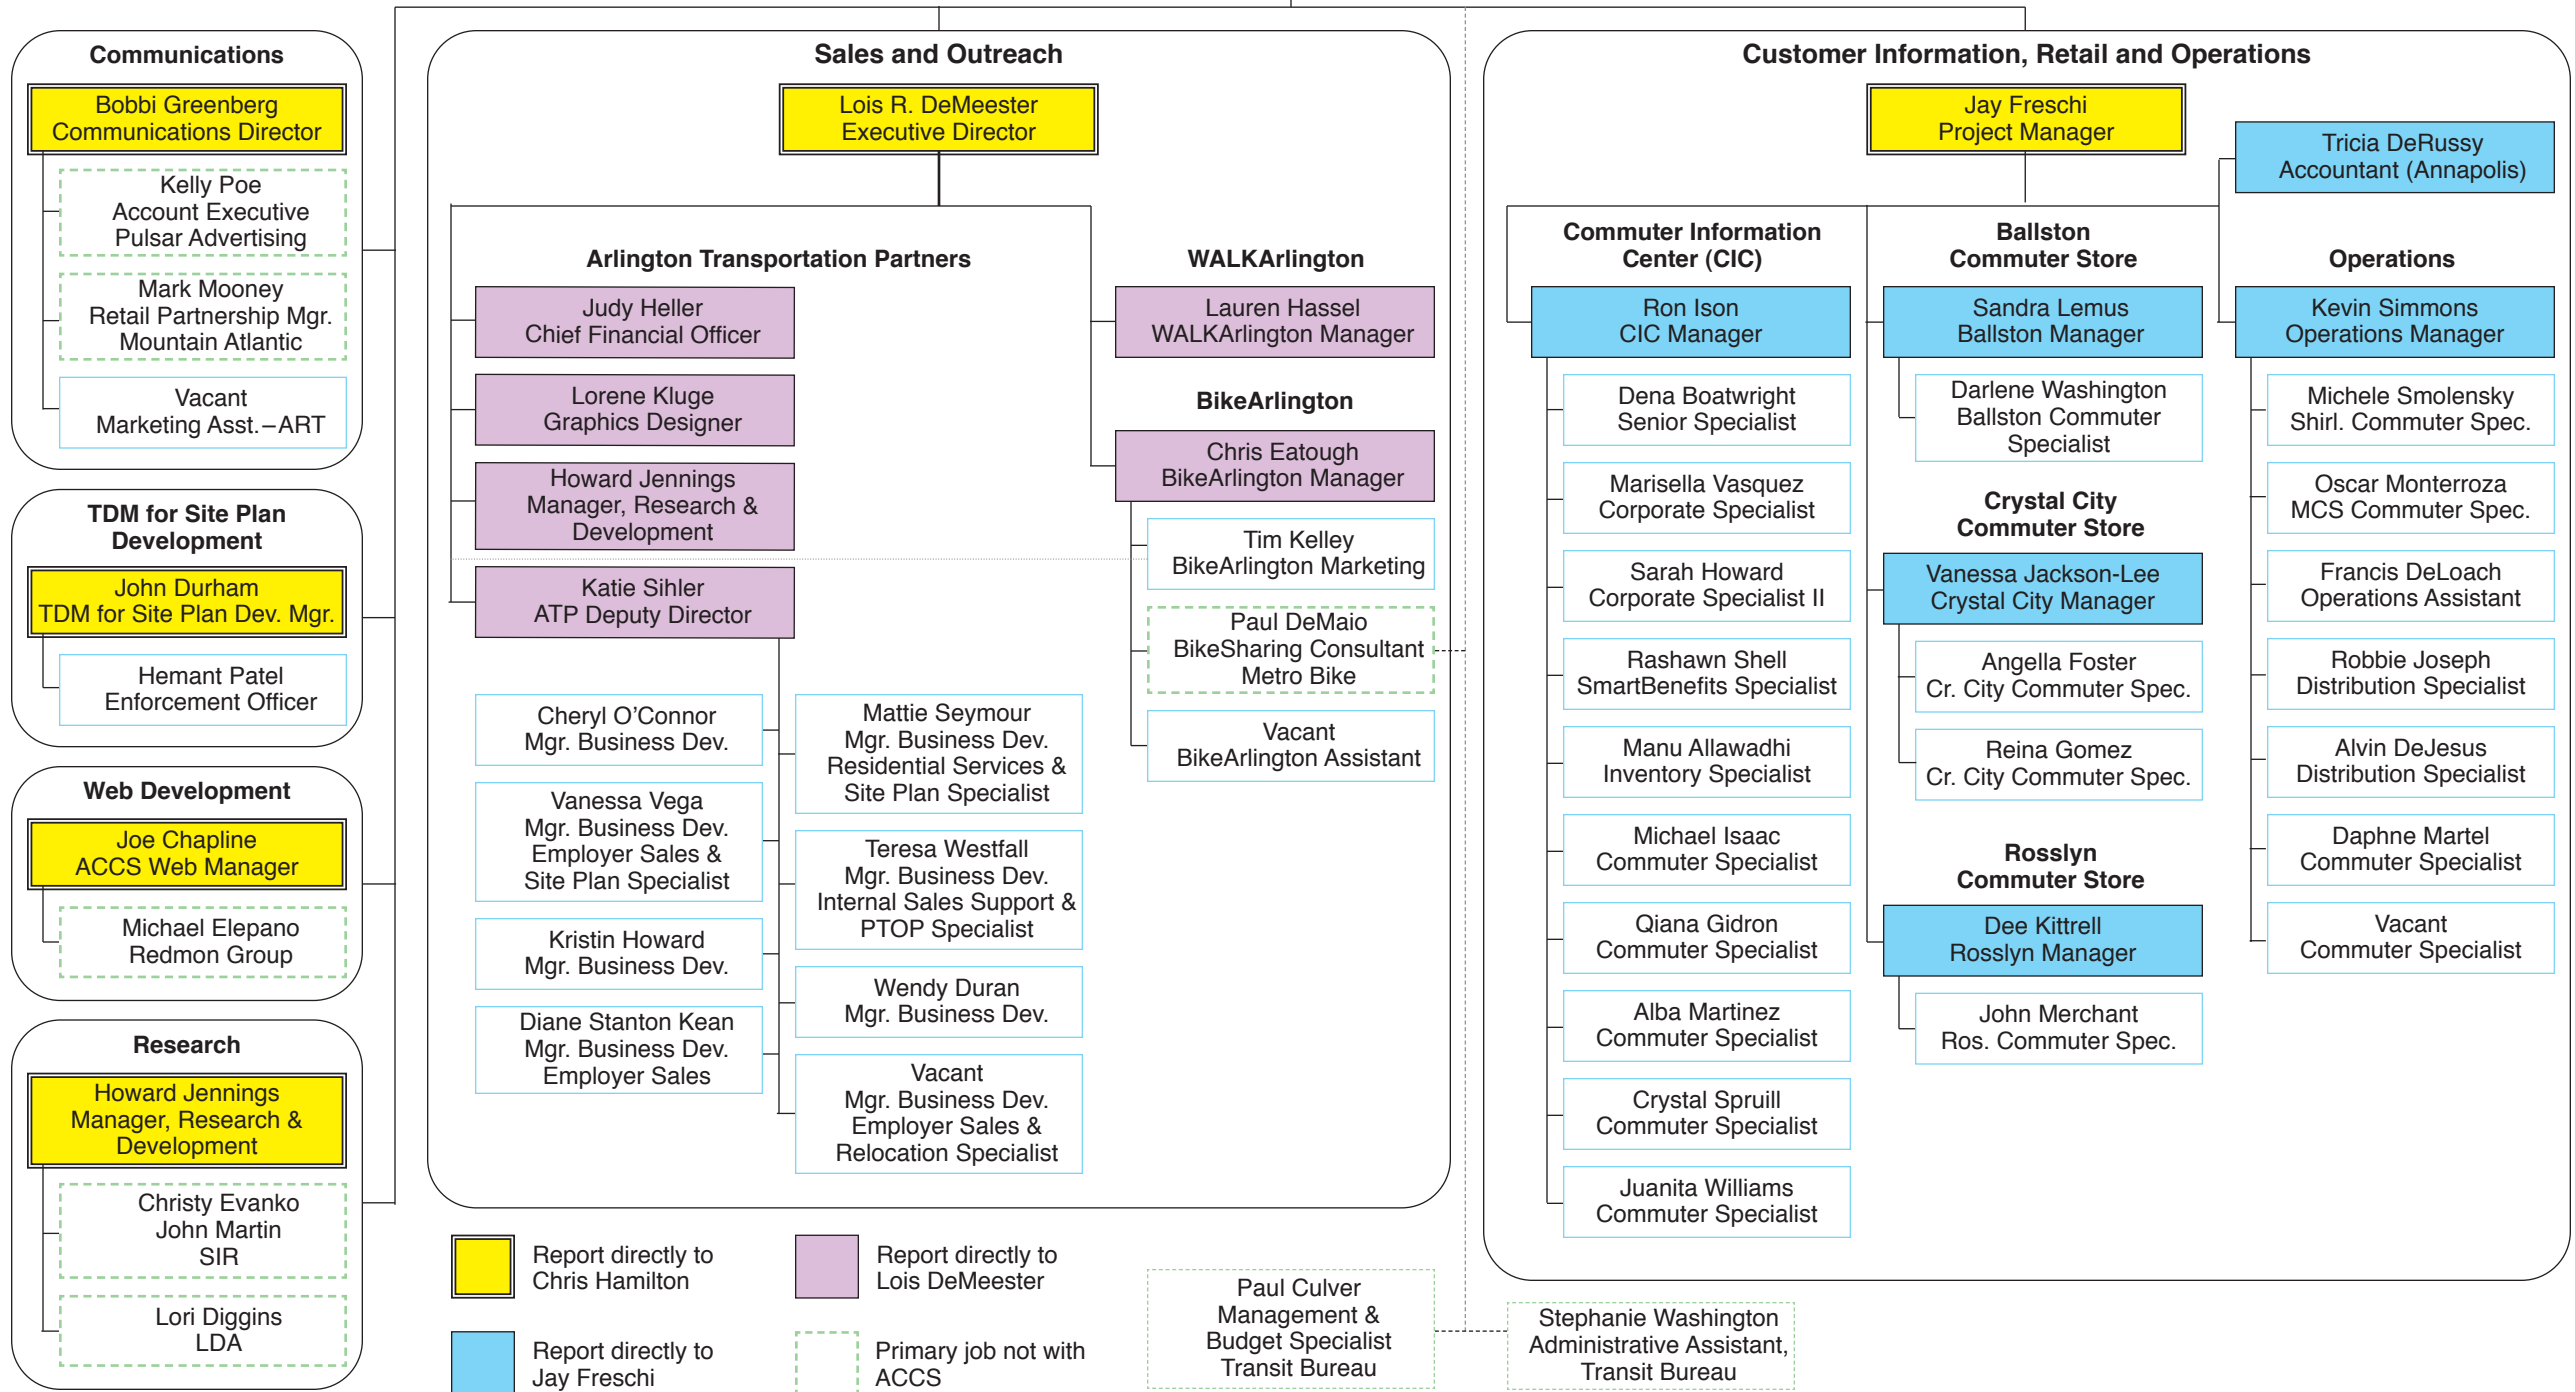 Communications
Bobbi Greenberg
Communications Director
Kelly Poe
Account Executive
Pulsar Advertising
Mark Mooney
Retail Partnership Mgr.
Mountain Atlantic
Vacant
Marketing Asst.–ART
TDM for Site Plan
Development
John Durham
TDM for Site Plan Dev. Mgr.
Hemant Patel
Enforcement Officer
Web Development
Joe Chapline
ACCS Web Manager
Michael Elepano
Redmon Group
Research
Howard Jennings
Manager, Research &
Development
Christy Evanko
John Martin
SIR
Lori Diggins
LDA
Sales and Outreach
Lois R. DeMeester
Executive Director
Arlington Transportation Partners
Judy Heller
Chief Financial Officer
Lorene Kluge
Graphics Designer
Howard Jennings
Manager, Research &
Development
Katie Sihler
ATP Deputy Director
Cheryl O’Connor
Mgr. Business Dev.
Vanessa Vega
Mgr. Business Dev.
Employer Sales &
Site Plan Specialist
Kristin Howard
Mgr. Business Dev.
Diane Stanton Kean
Mgr. Business Dev.
Employer Sales
Mattie Seymour
Mgr. Business Dev.
Residential Services &
Site Plan Specialist
Teresa Westfall
Mgr. Business Dev.
Internal Sales Support &
PTOP Specialist
Wendy Duran
Mgr. Business Dev.
Vacant
Mgr. Business Dev.
Employer Sales &
Relocation Specialist
WALKArlington
Lauren Hassel
WALKArlington Manager
BikeArlington
Chris Eatough
BikeArlington Manager
Tim Kelley
BikeArlington Marketing
Paul DeMaio
BikeSharing Consultant
Metro Bike
Vacant
BikeArlington Assistant
Customer Information, Retail and Operations
Jay Freschi
Project Manager
Tricia DeRussy
Accountant (Annapolis)
Commuter Information
Center (CIC)
Ron Ison
CIC Manager
Dena Boatwright
Senior Specialist
Marisella Vasquez
Corporate Specialist
Sarah Howard
Corporate Specialist II
Rashawn Shell
SmartBenefits Specialist
Manu Allawadhi
Inventory Specialist
Michael Isaac
Commuter Specialist
Qiana Gidron
Commuter Specialist
Alba Martinez
Commuter Specialist
Crystal Spruill
Commuter Specialist
Juanita Williams
Commuter Specialist
Ballston
Commuter Store
Sandra Lemus
Ballston Manager
Darlene Washington
Ballston Commuter
Specialist
Crystal City
Commuter Store
Vanessa Jackson-Lee
Crystal City Manager
Angella Foster
Cr. City Commuter Spec.
Reina Gomez
Cr. City Commuter Spec.
Rosslyn
Commuter Store
Dee Kittrell
Rosslyn Manager
John Merchant
Ros. Commuter Spec.
Operations
Kevin Simmons
Operations Manager
Michele Smolensky
Shirl. Commuter Spec.
Oscar Monterroza
MCS Commuter Spec.
Francis DeLoach
Operations Assistant
Robbie Joseph
Distribution Specialist
Alvin DeJesus
Distribution Specialist
Daphne Martel
Commuter Specialist
Vacant
Commuter Specialist
Report directly to
Chris Hamilton
Report directly to
Lois DeMeester
Report directly to
Jay Freschi
Primary job not with
ACCS
Paul Culver
Management &
Budget Specialist
Transit Bureau
Stephanie Washington
Administrative Assistant,
Transit Bureau